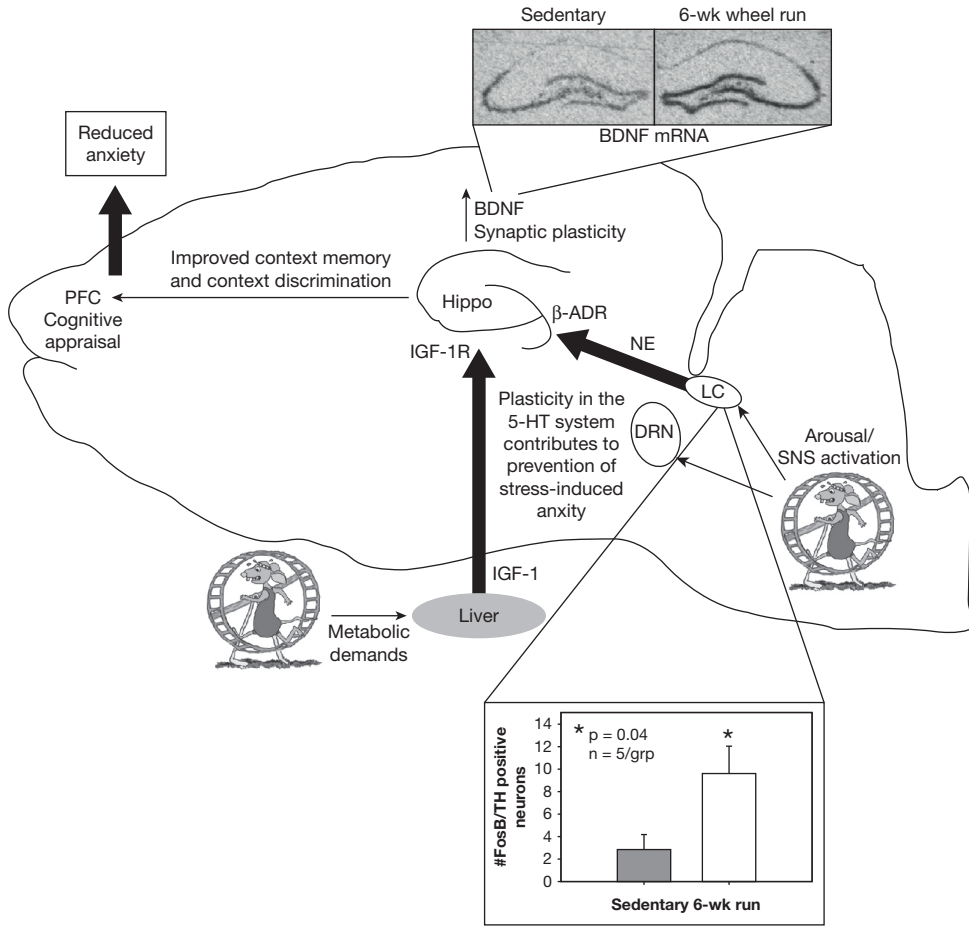 Sedentary
6-wk wheel run
BDNF mRNA
Reduced
anxiety
BDNF
Synaptic plasticity
Improved context memory
and context discrimination
PFC
Cognitive
appraisal
Hippo
β-ADR
IGF-1R
NE
LC
Plasticity in the
5-HT system
contributes to
prevention of
stress-induced
anxity
DRN
Arousal/
SNS activation
IGF-1
Liver
Metabolic
demands
#FosB/TH positive
neurons
14
12
10
8
6
4
2
0
* p = 0.04
n = 5/grp
*
Sedentary 6-wk run